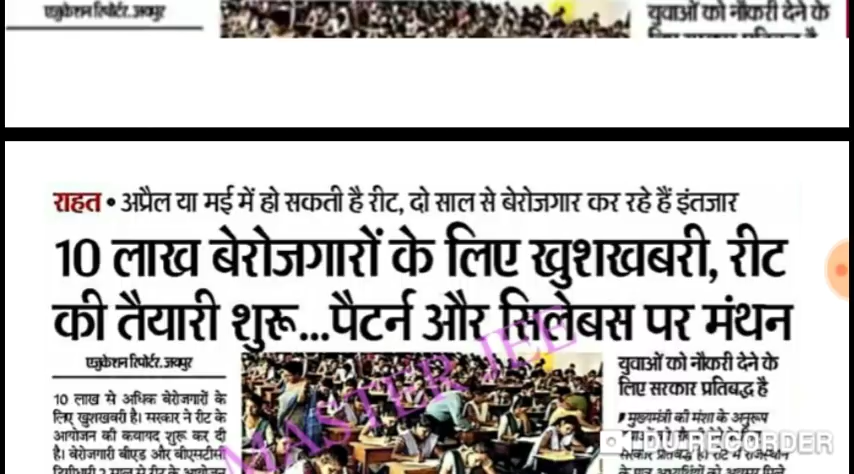 एजुकेशन रिपोर्टर. जयपुर
युवाओं को नौकरी देने के
राहत • अप्रैल या मई में हो सकती है रीट, दो साल से बेरोजगार कर रहे हैं इंतजार
10 लाख बेरोजगारों के लिए खुशखबरी, रीट
की तैयारी शुरू...पैटर्न और सिलेबस पर मंथन
एजुकेशन रिपोर्टर. जयपुर
10 लाख से अधिक बेरोजगारों के
लिए खुशखबरी है। सरकार ने रीट के
आयोजन की कवायद शुरू कर दी
है। बेरोजगारी बीएड और बीएसटीसी
MASTER JEE
युवाओं को नौकरी देने के
लिए सरकार प्रतिबद्ध है
मुख्यमंत्री की मंशा के अनुरूप
DU RECORDER